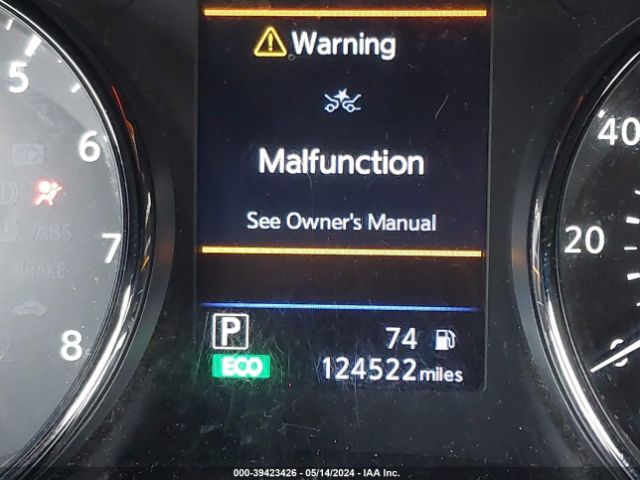 Warning
Malfunction
See Owner's Manual
P
74
ECO
124522 miles
5
6
7
8
ABS
BRAKE
40
20
0
000-39423426 - 05/14/2024 - IAA Inc.